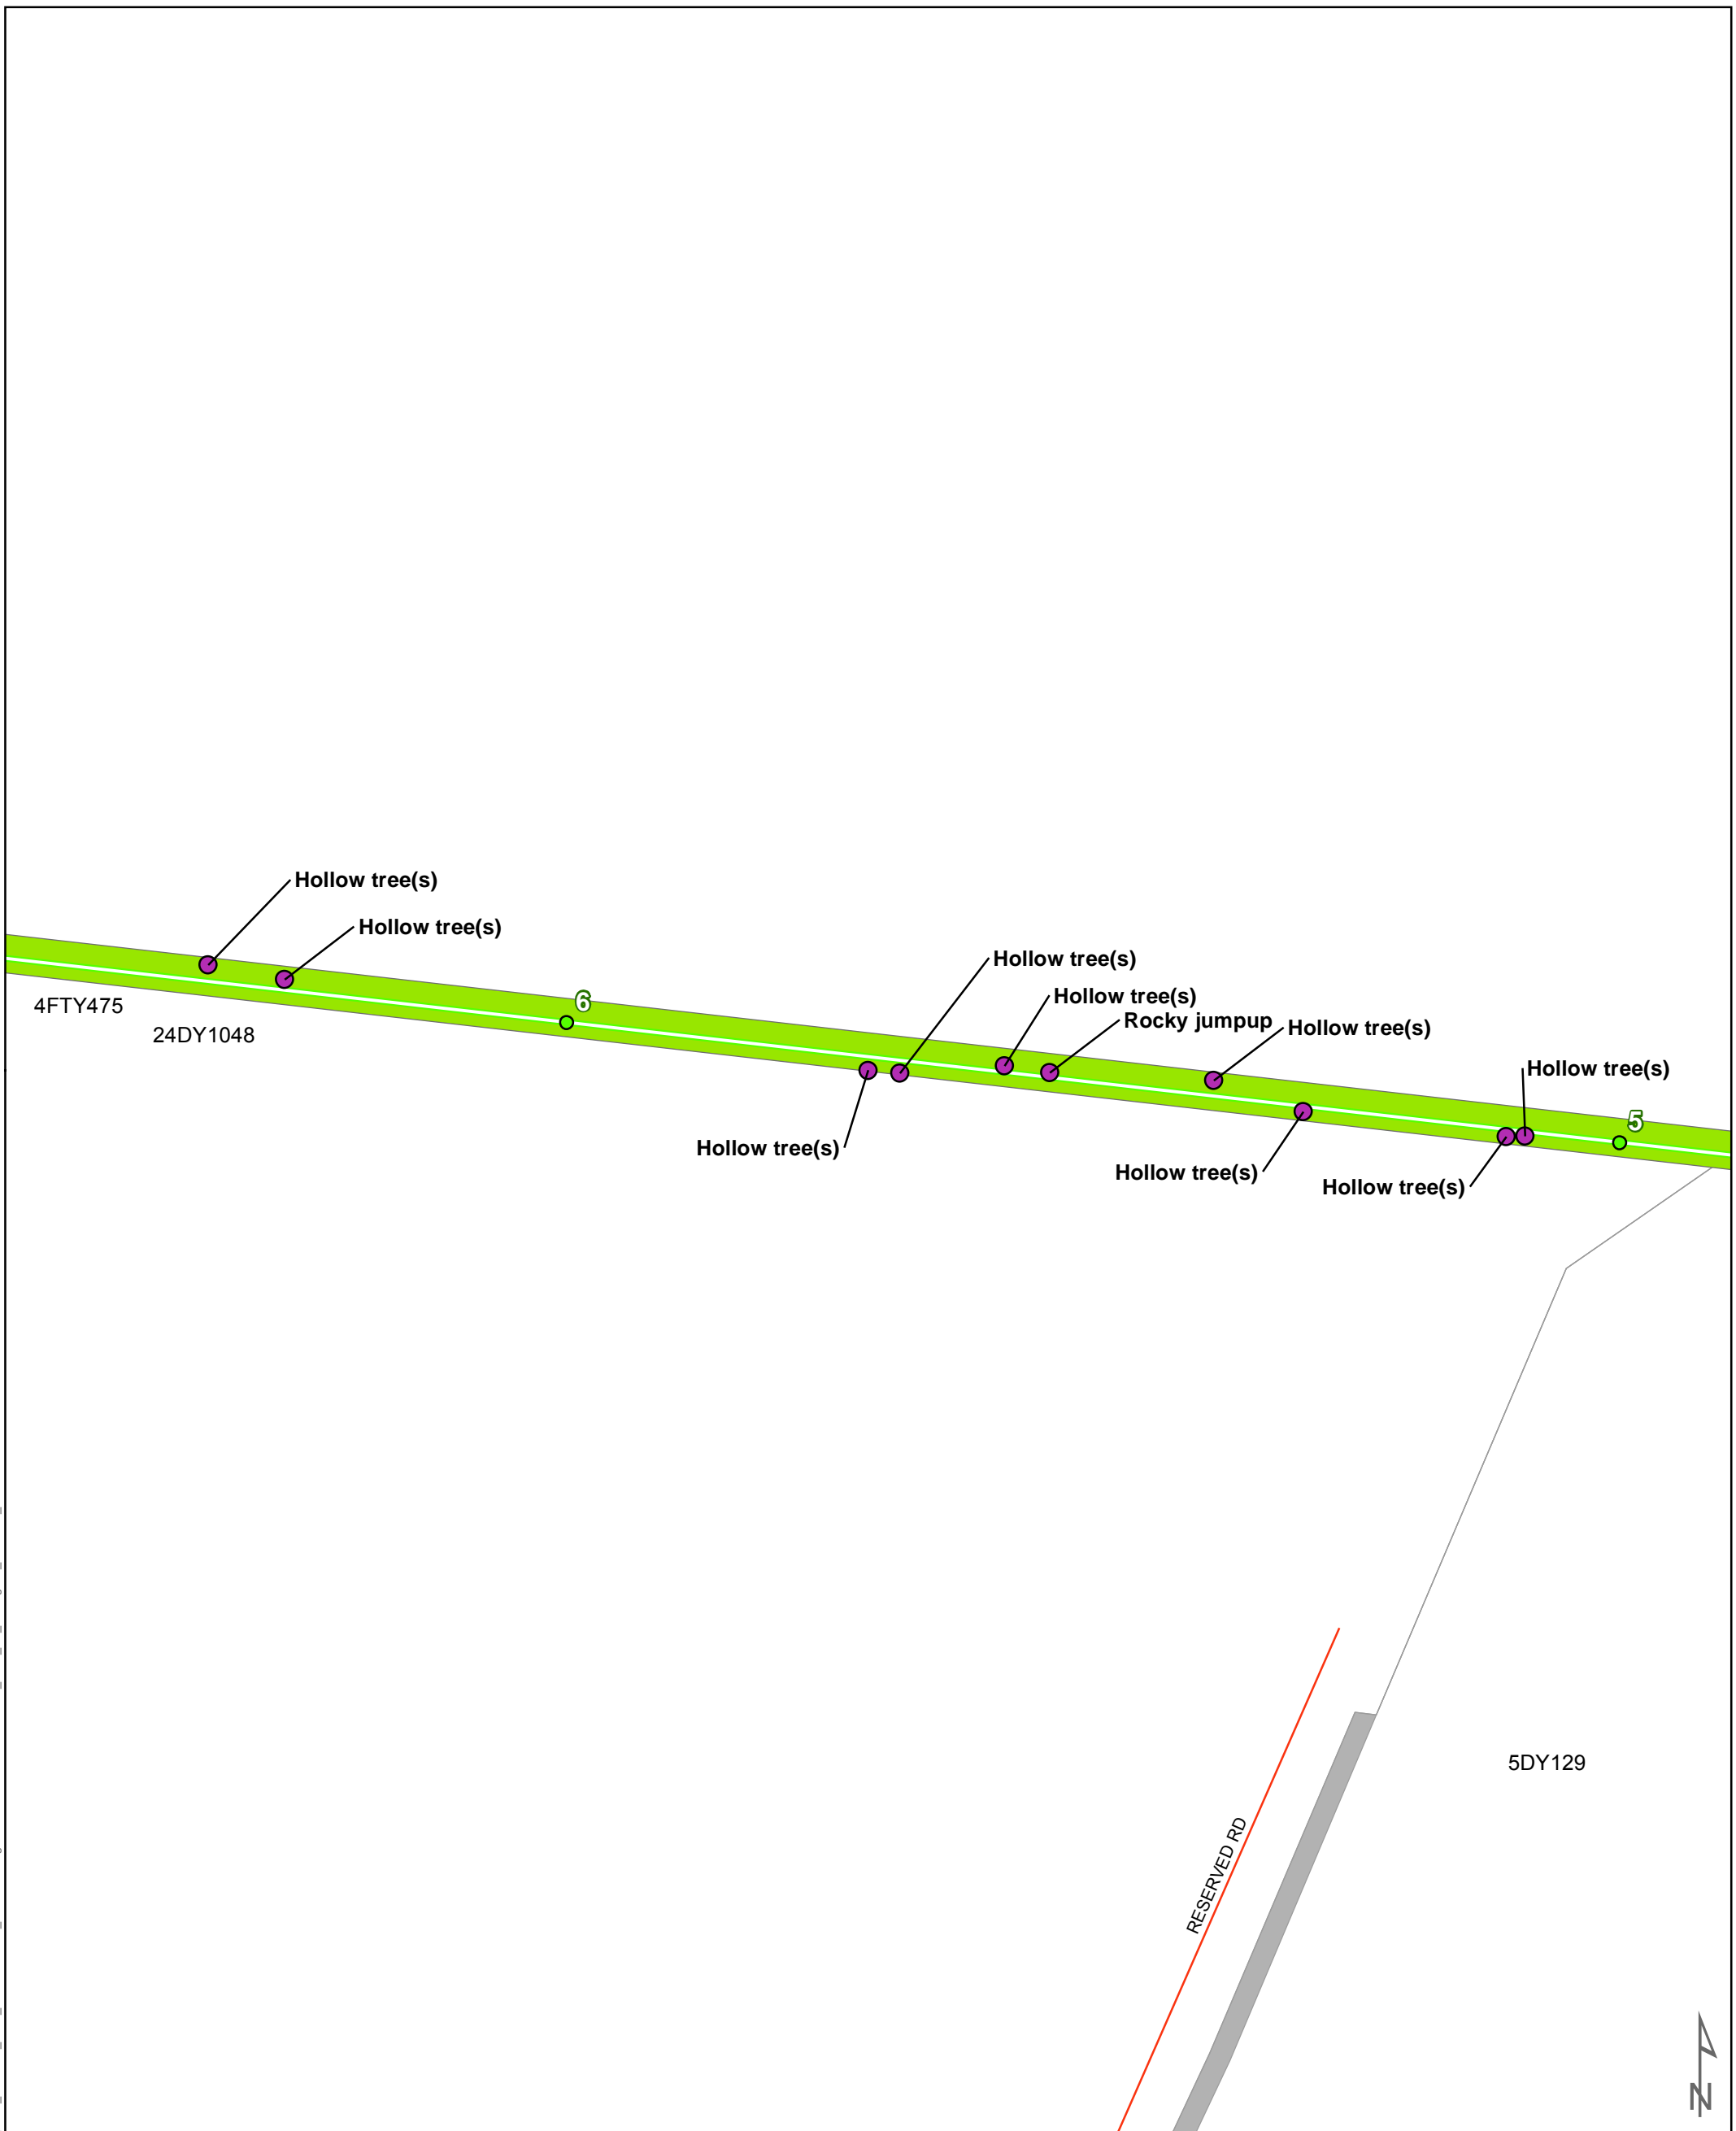 Hollow tree(s)
Hollow tree(s)
Hollow tree(s)
6
Hollow tree(s)
4FTY475
Rocky jumpup
Hollow tree(s)
24DY1048
Hollow tree(s)
5
Hollow tree(s)
Hollow tree(s)
Hollow tree(s)
5DY129
RESERVED RD
N